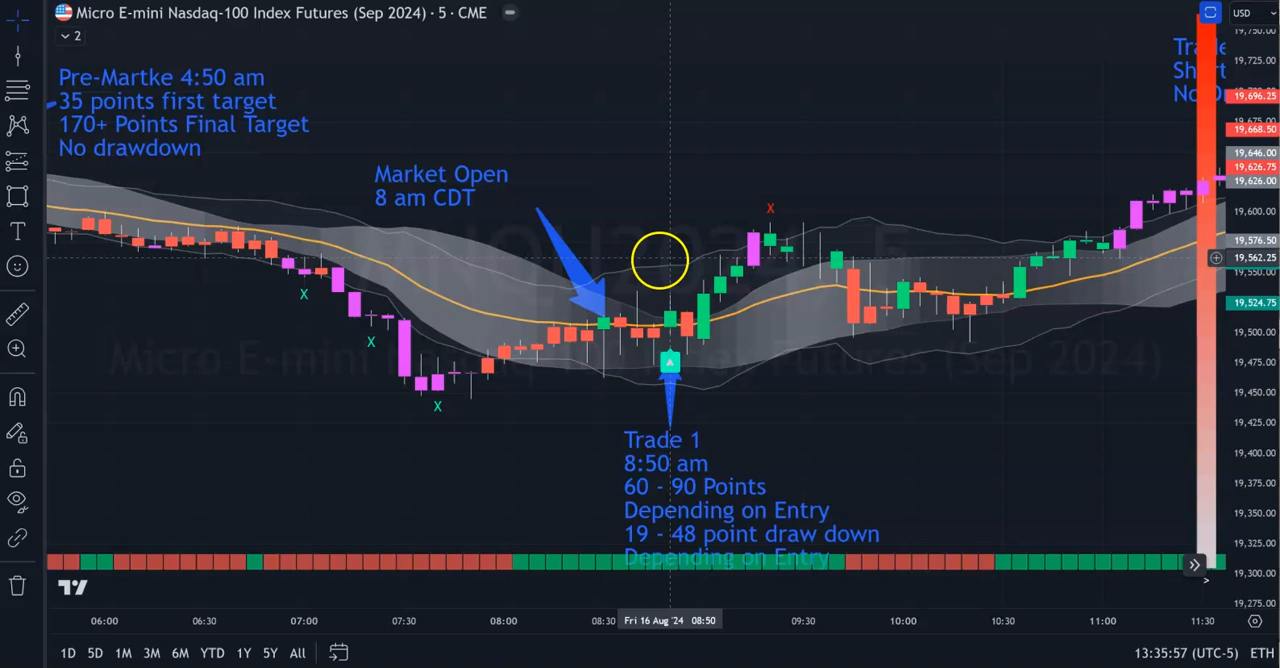 Micro E-mini Nasdaq-100 Index Futures (Sep 2024) · 5 · CME
2
USD
Pre-Martke 4:50 am
35 points first target
170+ Points Final Target
No drawdown
Market Open
8 am CDT
X
X
X
X
Trade 1
8:50 am
60 - 90 Points
Depending on Entry
19 - 48 point draw down
Depending on Entry
19,750.00
19,725.00
19,696.25
19,675.00
19,668.50
19,646.00
19,626.75
19,626.00
19,600.00
19,576.50
19,562.25
19,550.00
19,524.75
19,500.00
19,475.00
19,450.00
19,425.00
19,400.00
19,375.00
19,350.00
19,325.00
19,300.00
19,275.00
06:00
06:30
07:00
07:30
08:00
08:30
Fri 16 Aug '24 08:50
09:30
10:00
10:30
11:00
11:30
1D 5D 1M 3M 6M YTD 1Y 5Y All
13:35:57 (UTC-5) ETH